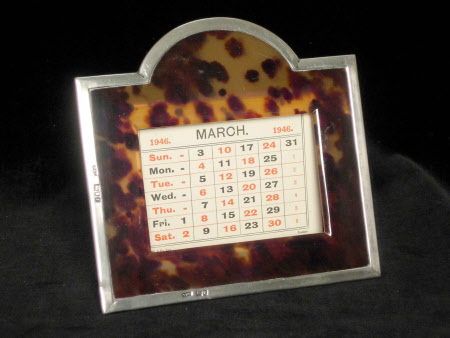 1946. MARCH. 1946.
Sun. - 3 10 17 24 31
Mon. - 4 11 18 25
Tue. - 5 12 19 26
Wed. - 6 13 20 27
Thu. - 7 14 21 28
Fri. 1 8 15 22 29
Sat. 2 9 16 23 30